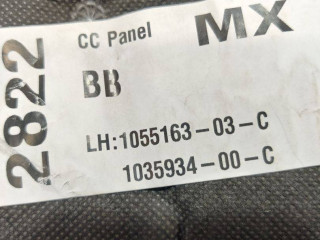 2822
CC Panel
MX
BB
LH:1055163-03-C
1035934-00-C